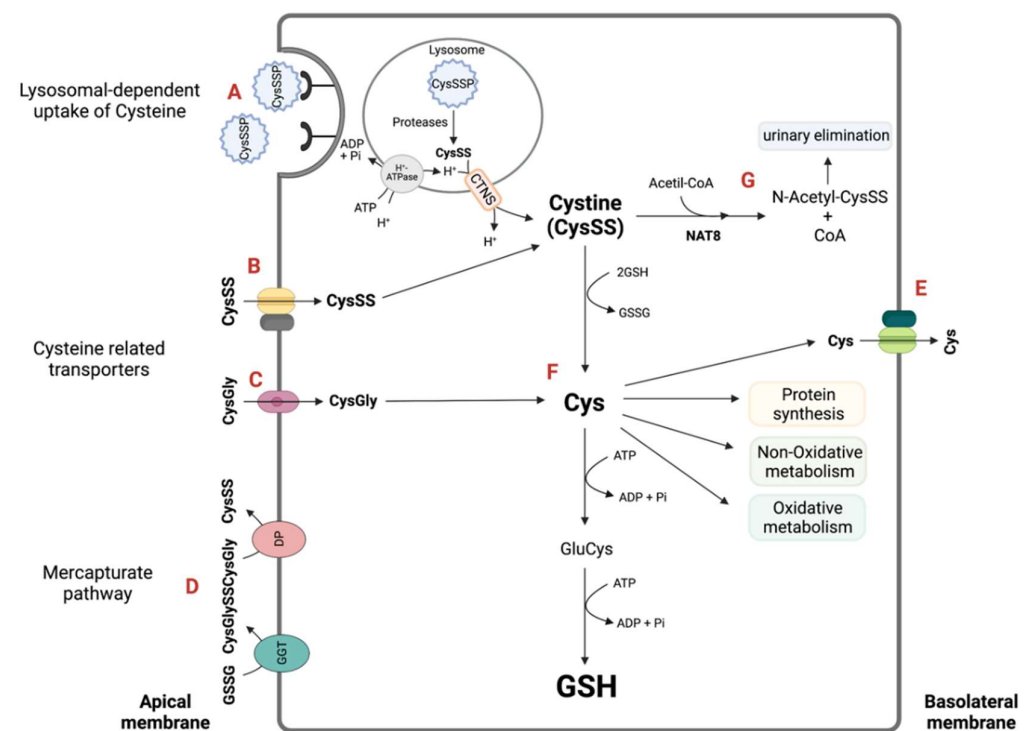 Lysosomal-dependent
uptake of Cysteine
A
CysSSP
CysSSP
Lysosome
CysSSP
Proteases
CysSS
ADP
+ Pi
H⁺-
ATPase
H⁺
CTNS
ATP
H⁺
H⁺
Cystine
(CysSS)
Acetil-CoA
NAT8
G
urinary elimination
N-Acetyl-CysSS
+
CoA
B
CysSS
CysSS
2GSH
GSSG
E
Cys
Cys
Cysteine related
transporters
C
CysGly
CysGly
F
Cys
Protein
synthesis
Non-Oxidative
metabolism
Oxidative
metabolism
ATP
ADP + Pi
GluCys
ATP
ADP + Pi
GSH
Mercapturate
pathway
D
CysSS
DP
CysGly
CysGlySSCysGly
GGT
GSSG
Apical
membrane
Basolateral
membrane